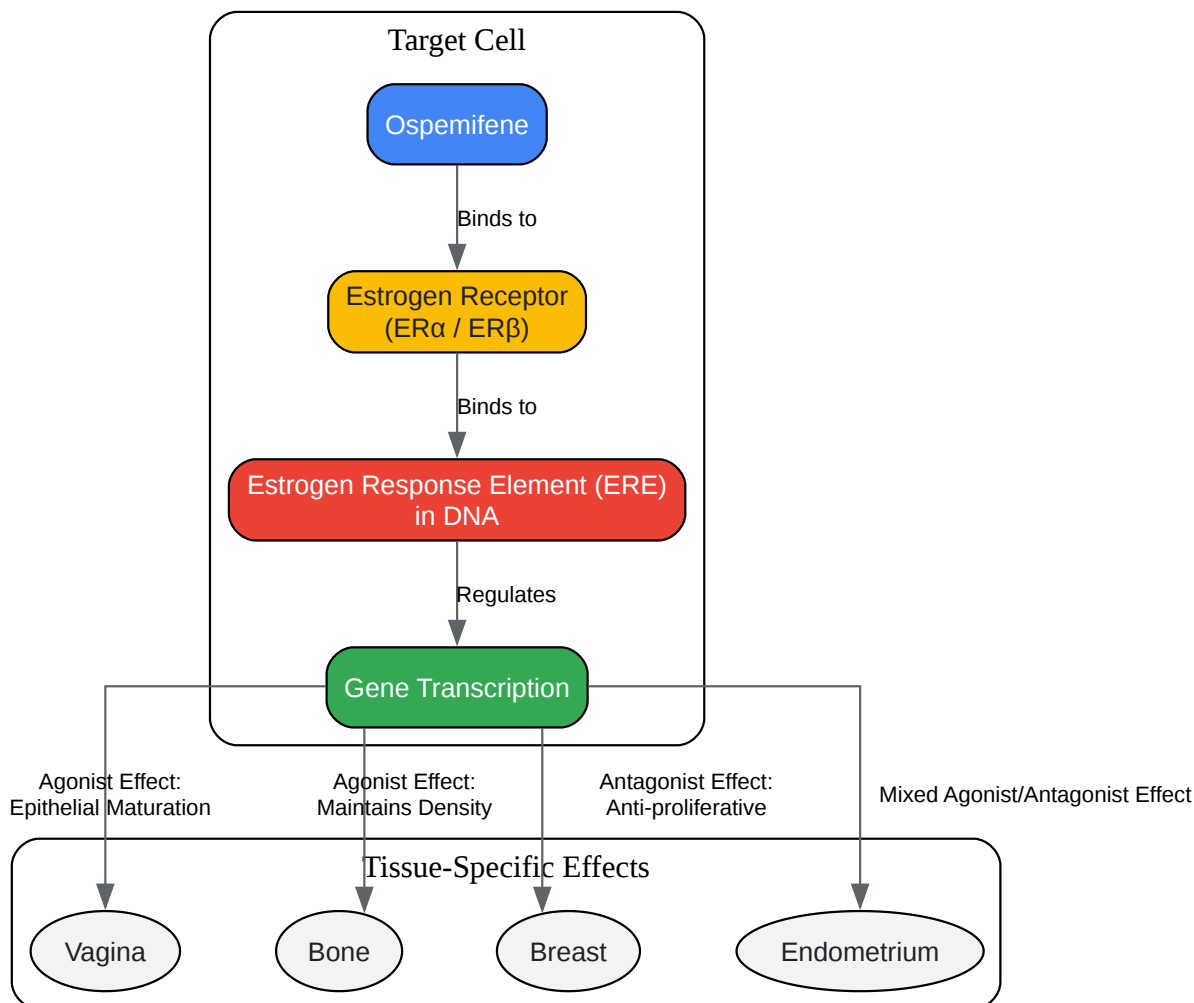 Target Cell
Ospemifene
Binds to
Estrogen Receptor
(ERα / ERβ)
Binds to
Estrogen Response Element (ERE)
in DNA
Regulates
Gene Transcription
Agonist Effect:
Epithelial Maturation
Agonist Effect:
Maintains Density
Antagonist Effect:
Anti-proliferative
Mixed Agonist/Antagonist Effect
Tissue-Specific Effects
Vagina
Bone
Breast
Endometrium